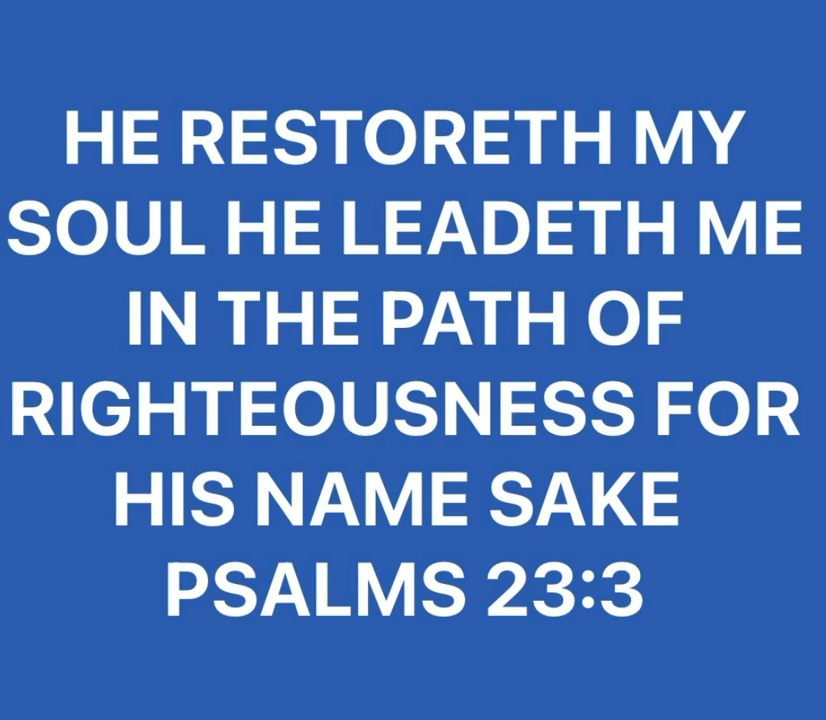 HE RESTORETH MY
SOUL HE LEADETH ME
IN THE PATH OF
RIGHTEOUSNESS FOR
HIS NAME SAKE
PSALMS 23:3